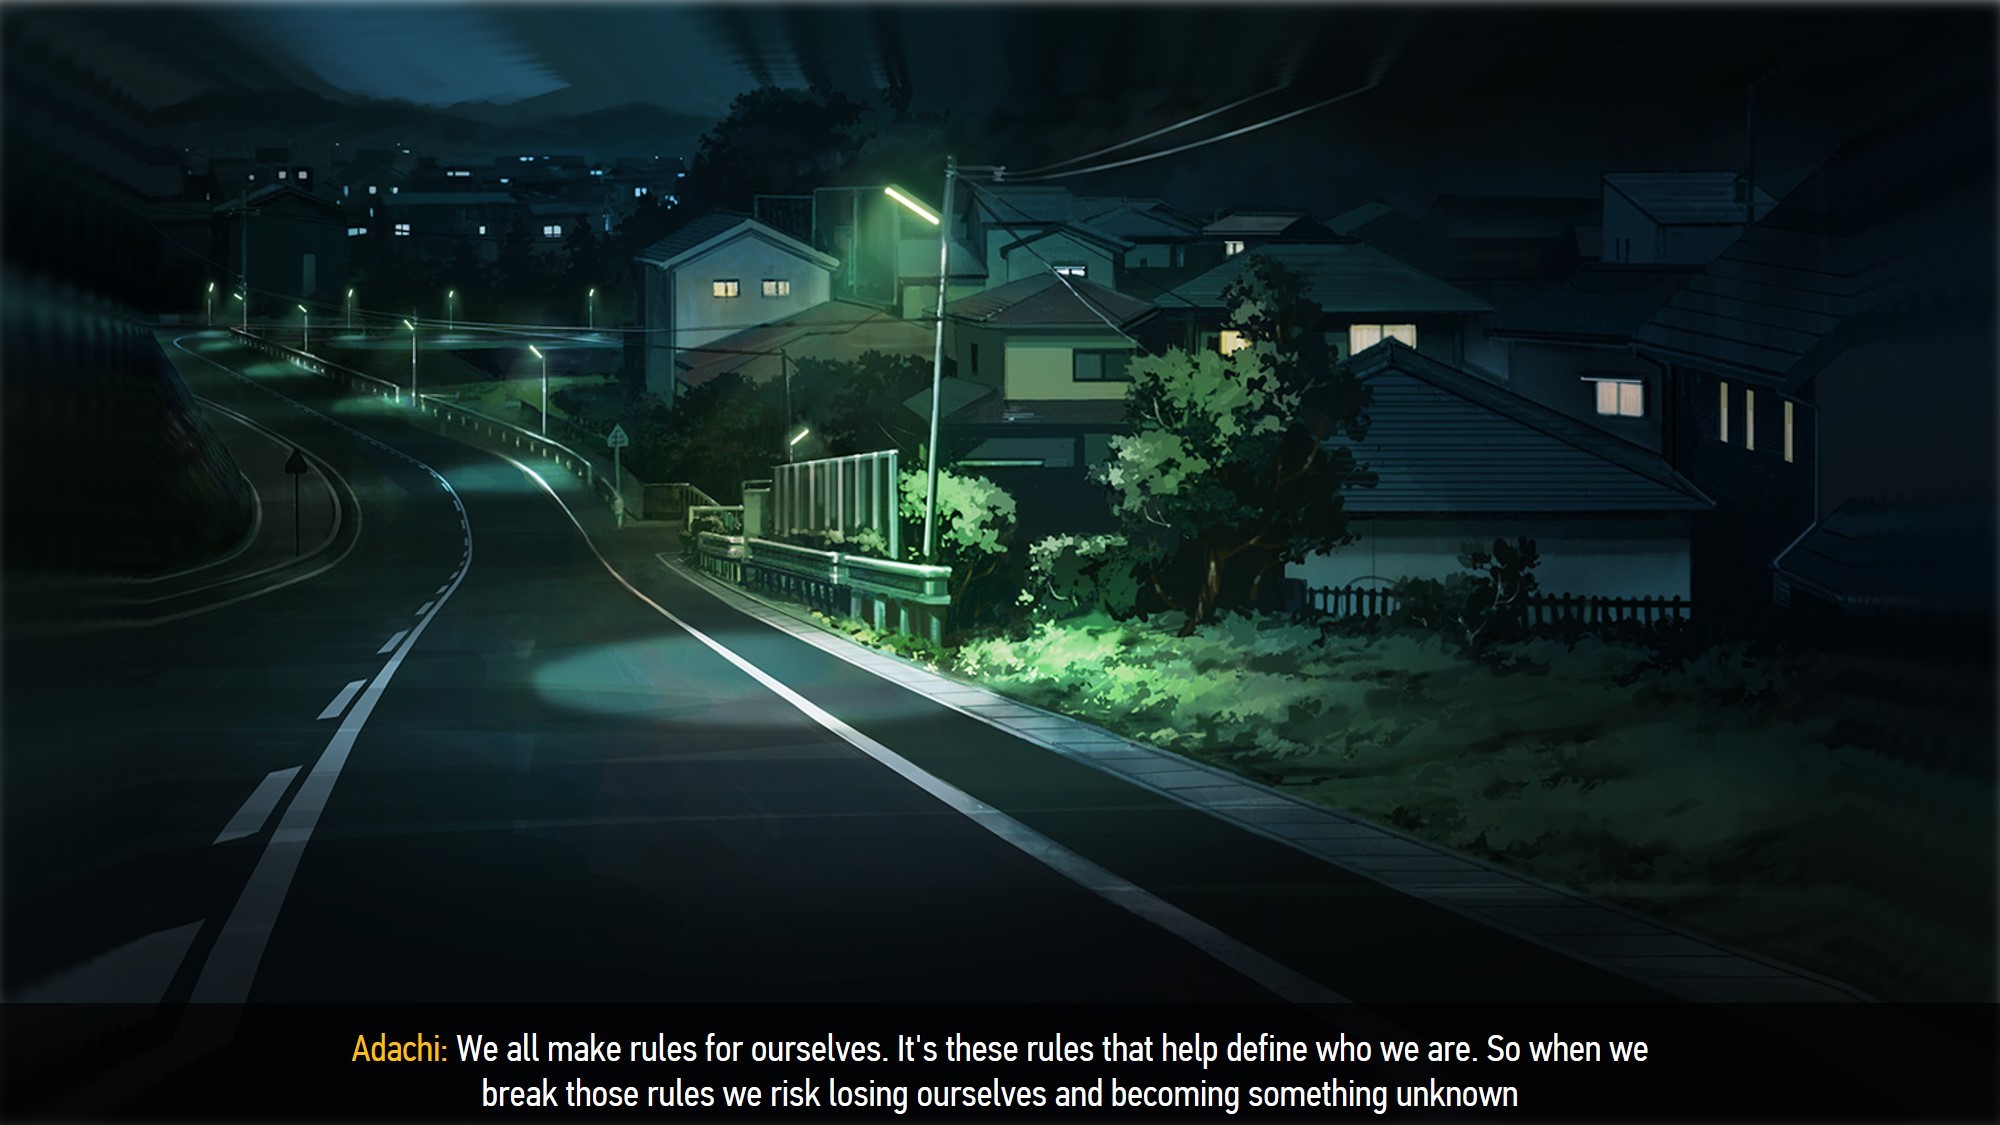 Adachi: We all make rules for ourselves. It's these rules that help define who we are. So when we
break those rules we risk losing ourselves and becoming something unknown